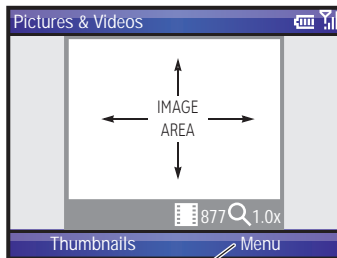 Pictures & Videos
IMAGE
AREA
877 1.0x
Thumbnails Menu